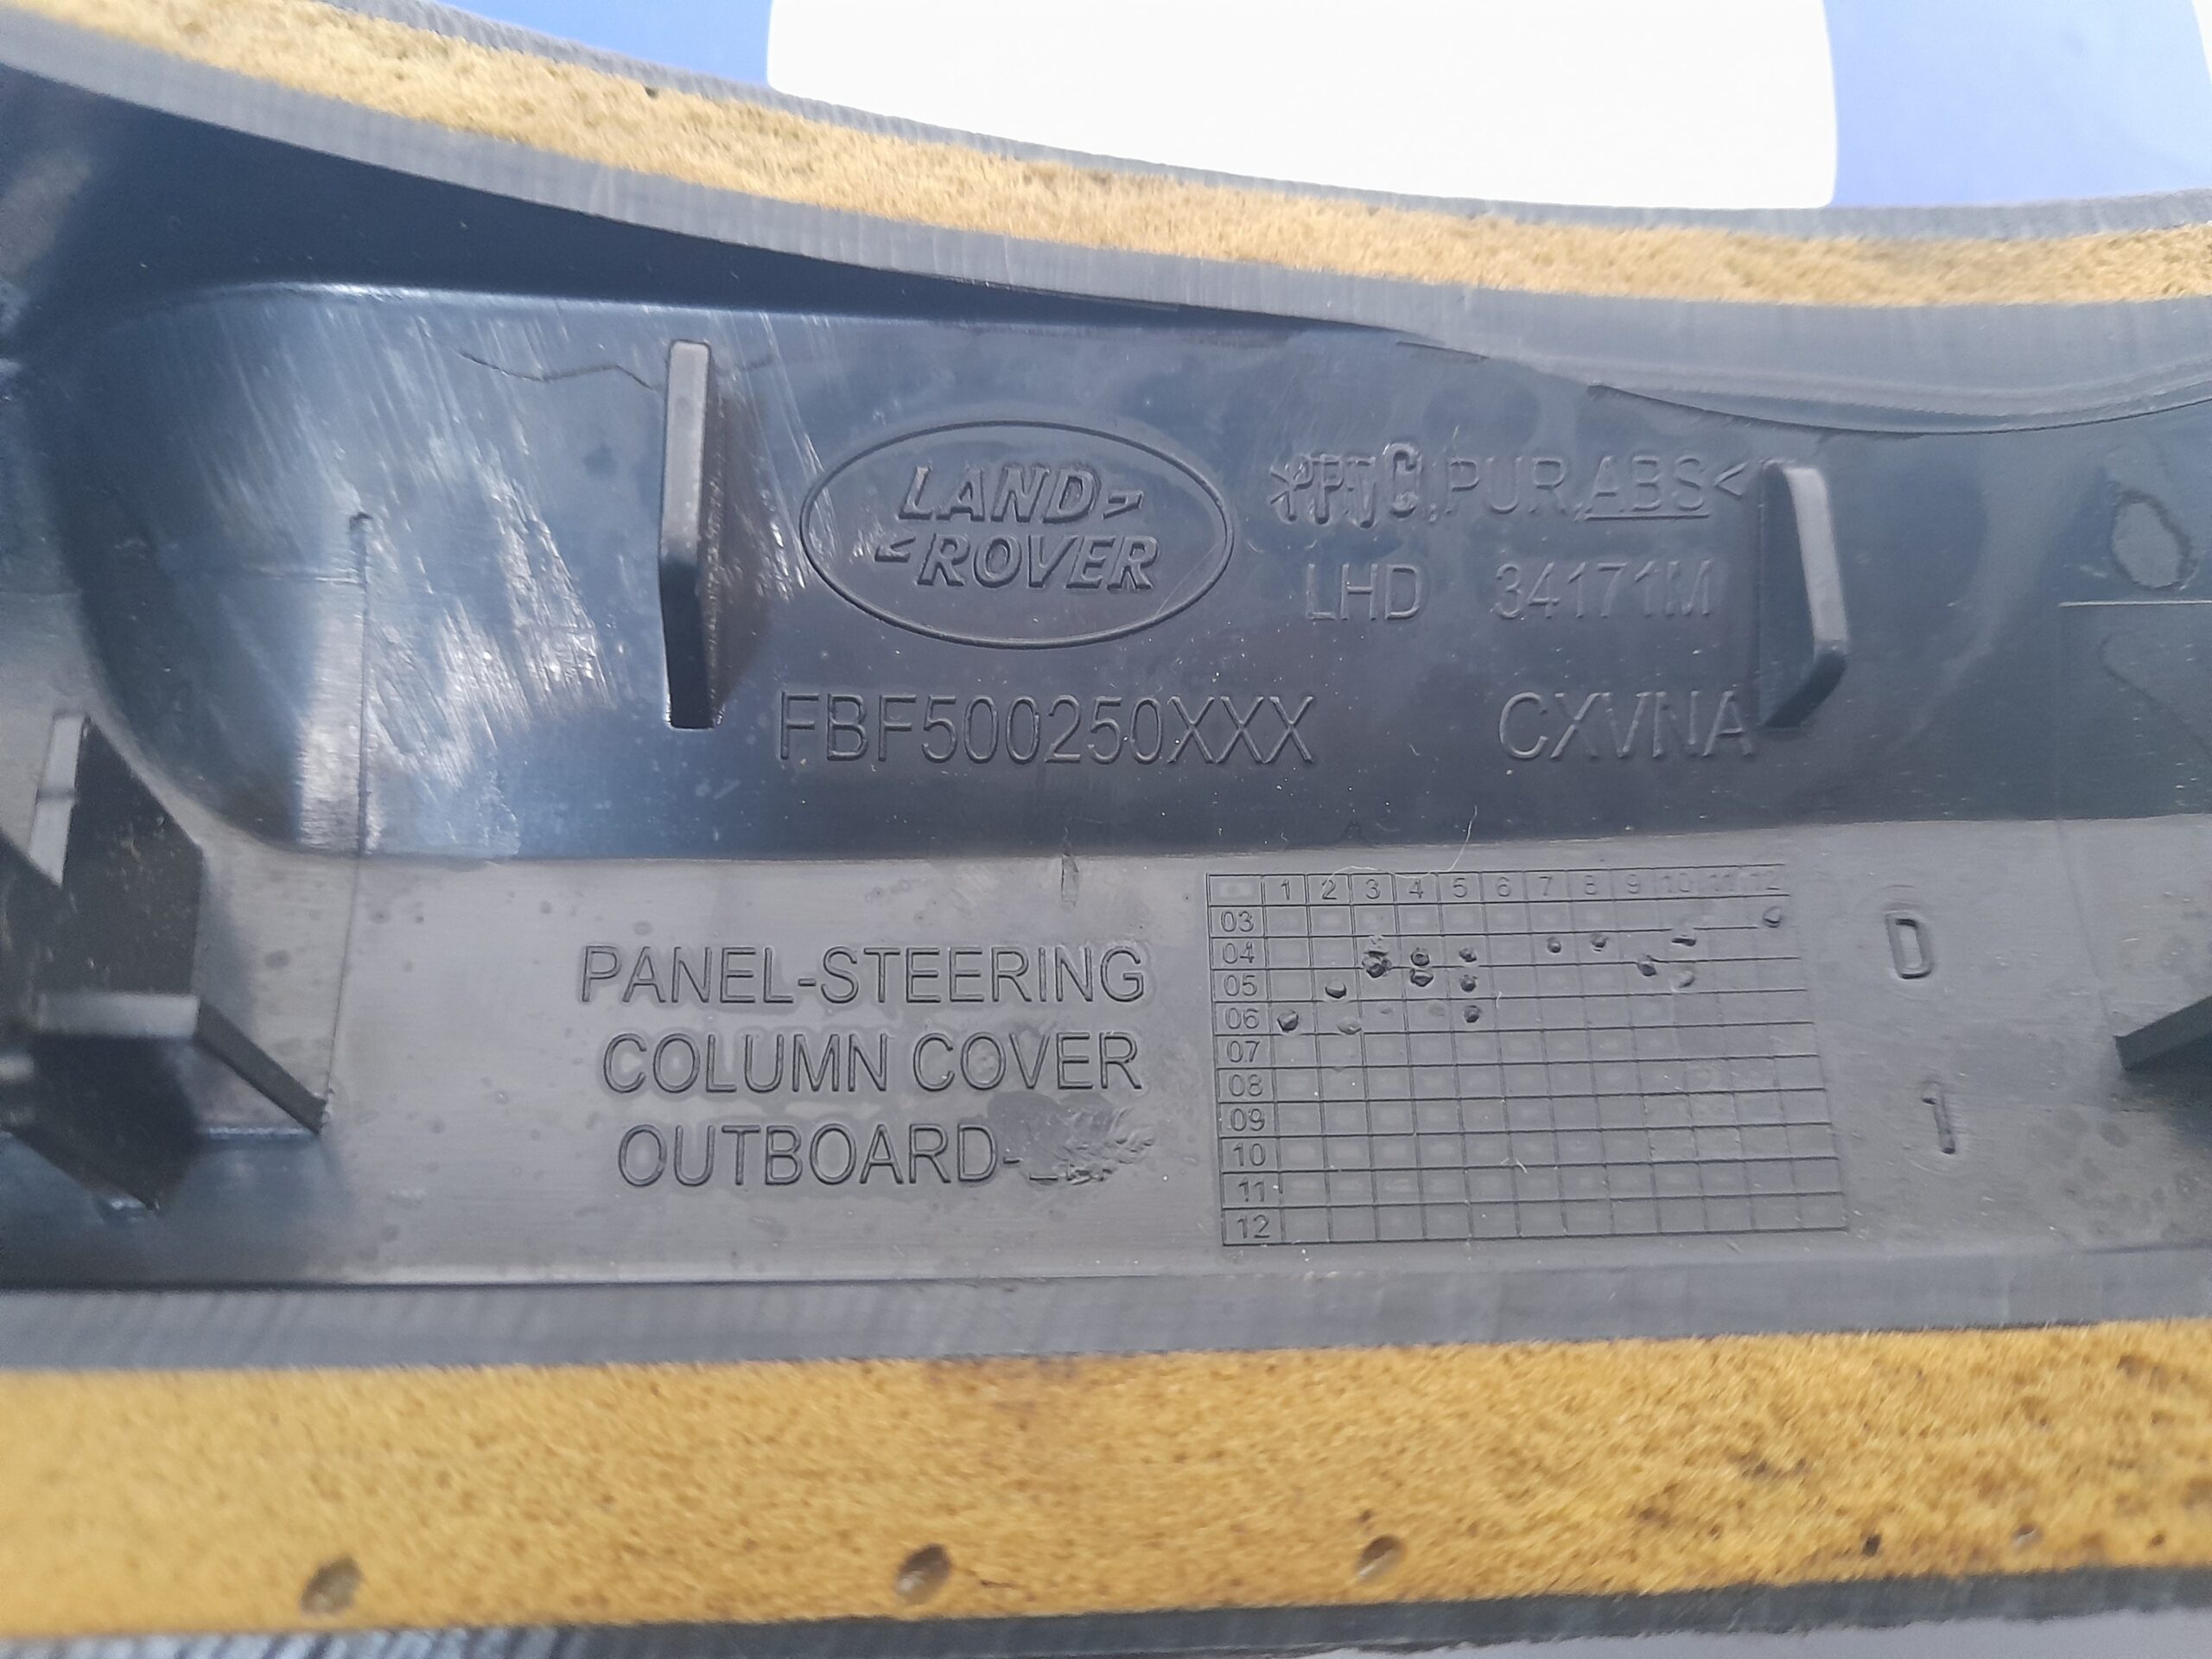 LAND-
-ROVER
,PUR,ABS<
LHD 34171M
FBF500250XXX CXVNA
PANEL-STEERING
COLUMN COVER
OUTBOARD-
1 2 3 4 5 6 7 8 9 10 11 12
03
04
05
06
07
08
09
10
11
12
D
1